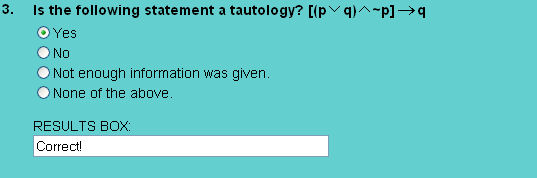 3. Is the following statement a tautology? [(p ∨ q) ∧ ~p] → q
Yes
No
Not enough information was given.
None of the above.
RESULTS BOX:
Correct!